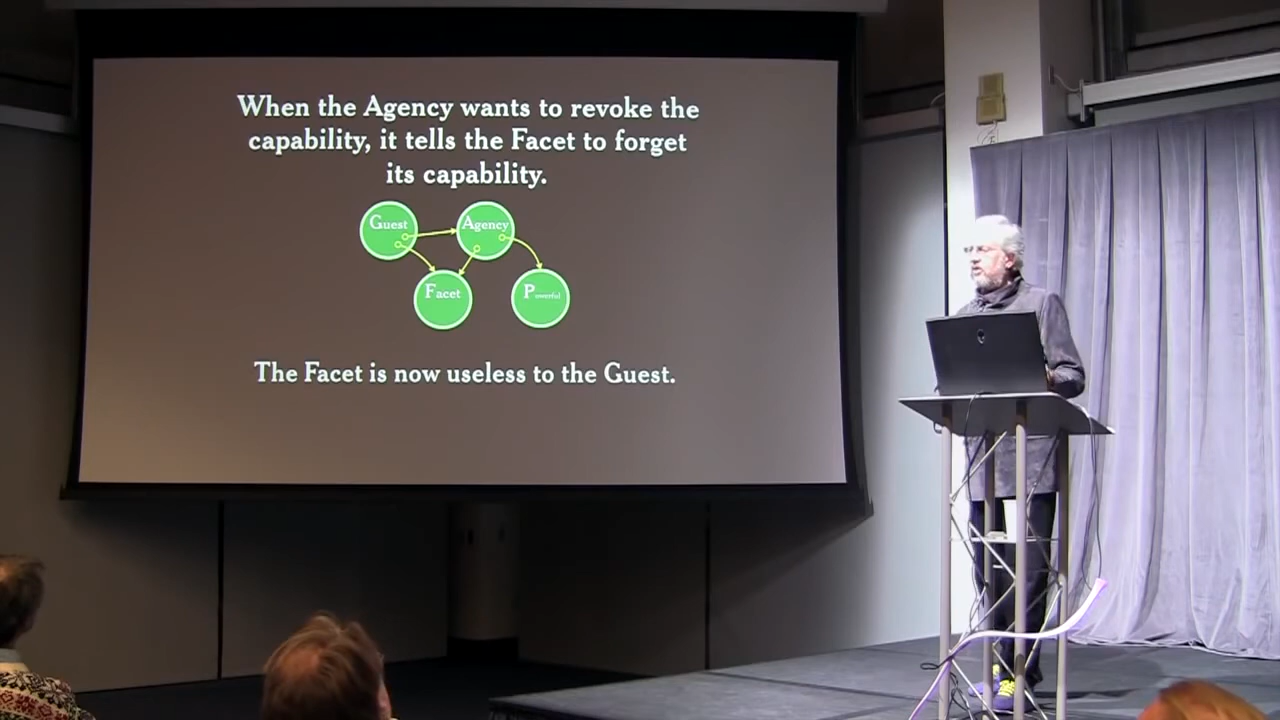 When the Agency wants to revoke the
capability, it tells the Facet to forget
its capability.
Guest
Agency
Facet
Powerful
The Facet is now useless to the Guest.